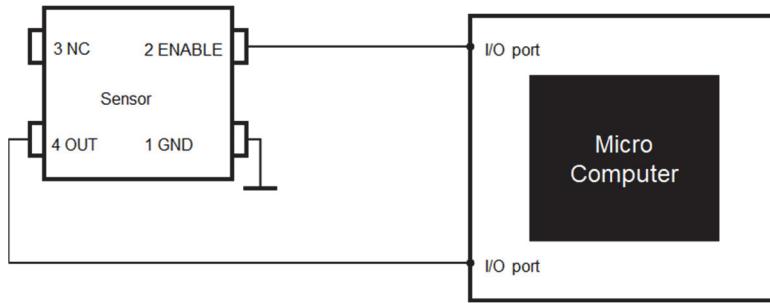 3 NC
2 ENABLE
I/O port
Sensor
4 OUT
1 GND
Micro
Computer
I/O port